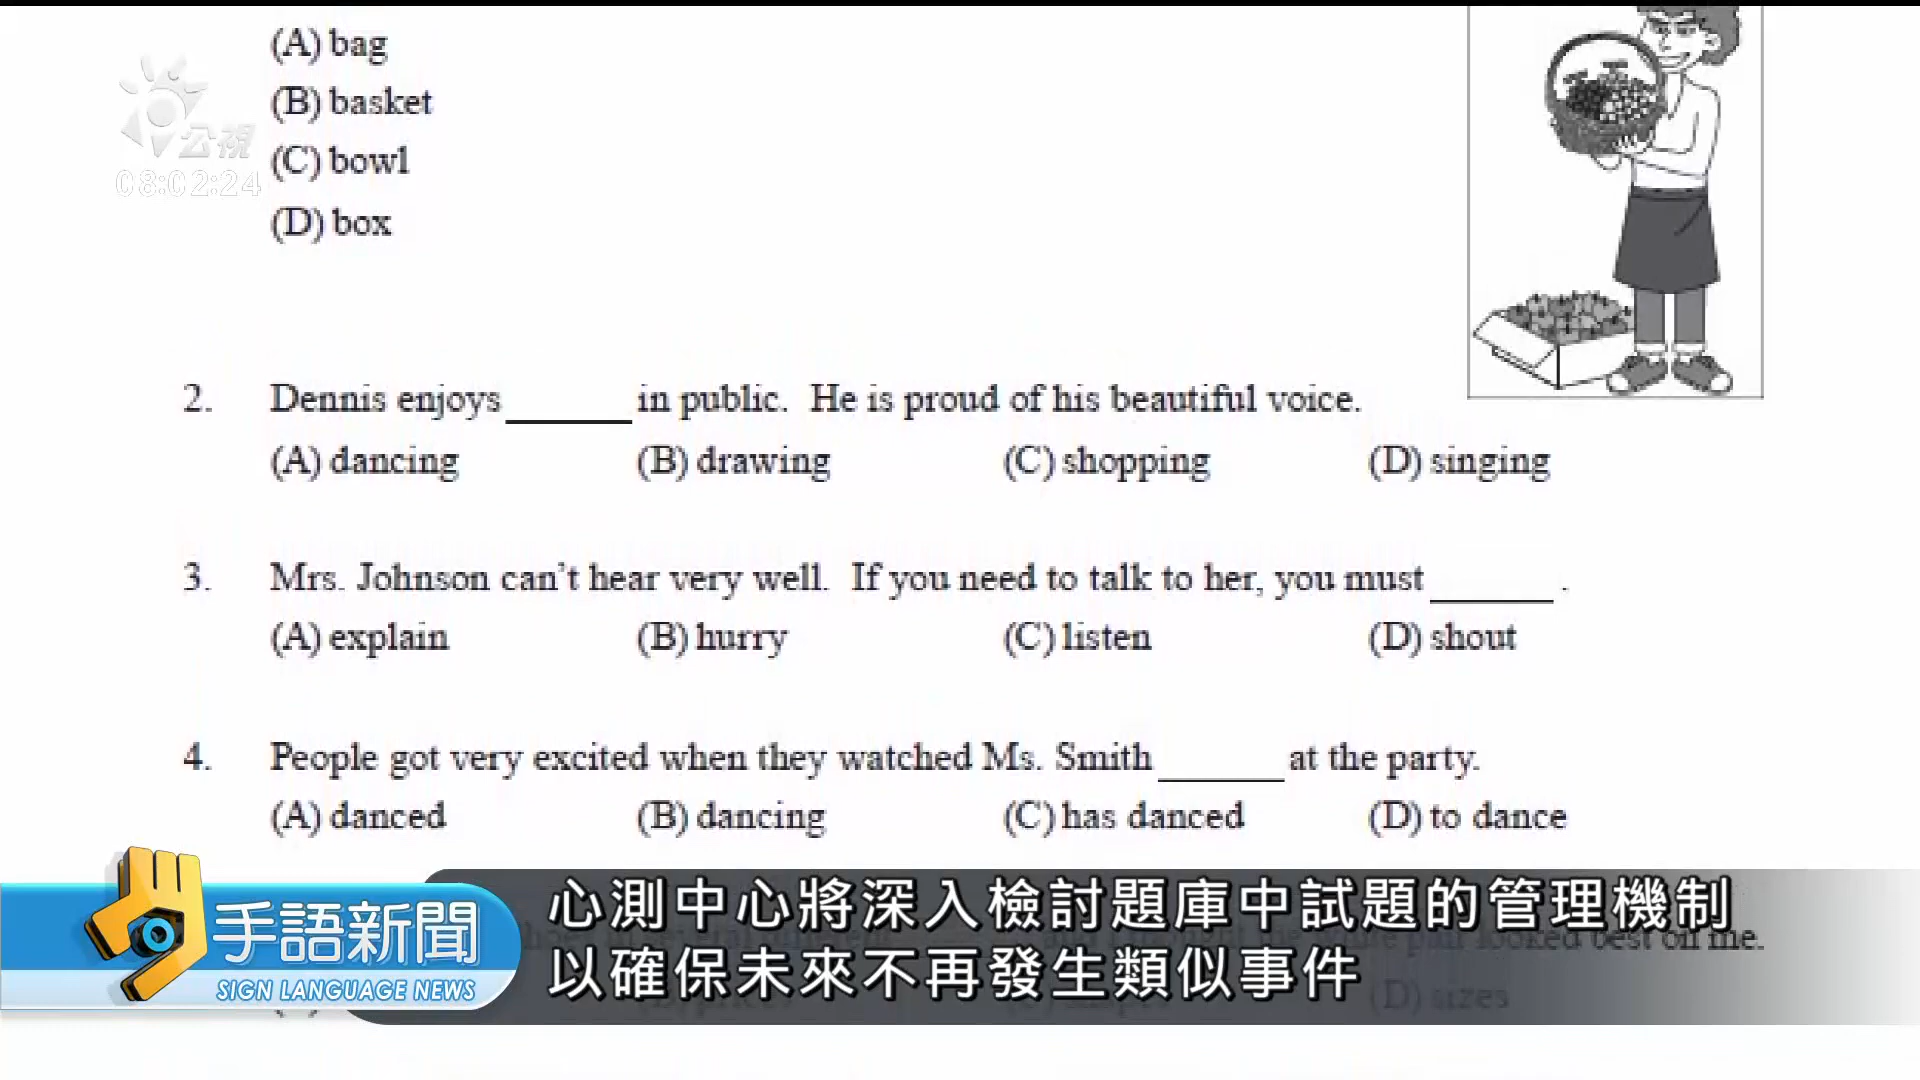 (A) bag
(B) basket
公視
(C) bowl
08:02:24
(D) box
2. Dennis enjoys ______ in public. He is proud of his beautiful voice.
(A) dancing (B) drawing (C) shopping (D) singing
3. Mrs. Johnson can't hear very well. If you need to talk to her, you must ______ .
(A) explain (B) hurry (C) listen (D) shout
4. People got very excited when they watched Ms. Smith ______ at the party.
(A) danced (B) dancing (C) has danced (D) to dance
looked best on me.
(D) sizes
手語新聞
SIGN LANGUAGE NEWS
心測中心將深入檢討題庫中試題的管理機制
以確保未來不再發生類似事件